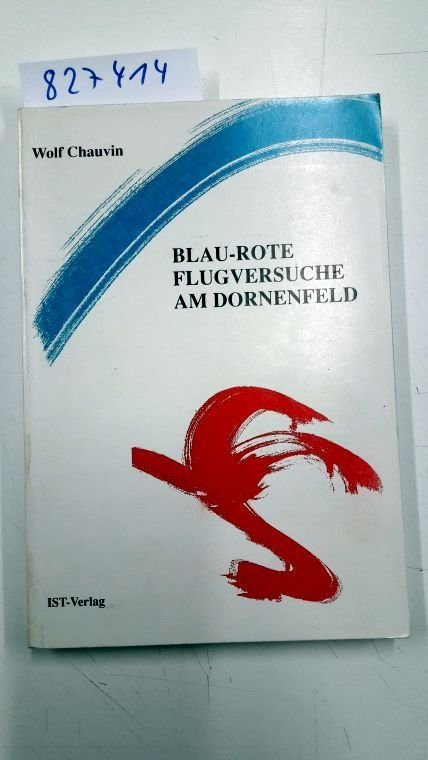 827414
Wolf Chauvin
BLAU-ROTE
FLUGVERSUCHE
AM DORNENFELD
IST-Verlag